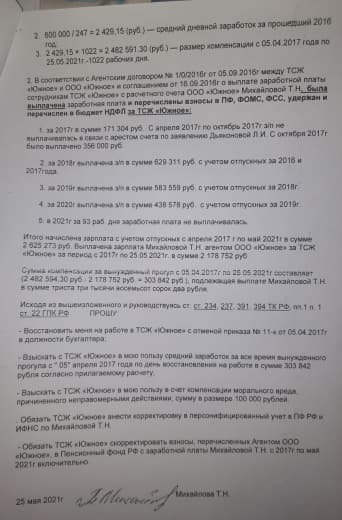 2. 600 000 / 247 = 2 429,15 (руб.) — средний дневной заработок за прошедший 2016
год;
3. 2 429,15 * 1022 = 2 482 591.30 (руб.) — размер компенсации с 05.04.2017 года по
25.05.2021г.-1022 рабочих дня.
2. В соответствии с Агентским договором № 1/0/2016г от 05.09.2016г между ТСЖ
«Южное» и ООО «Южное» и соглашением от 16.09.2016г о выплате заработной платы
сотрудникам ТСЖ «Южное» с расчетного счета ООО «Южное» Михайловой Т.Н., была
выплачена заработная плата и перечислены взносы в ПФ, ФОМС, ФСС, удержан и
перечислен в бюджет НДФЛ за ТСЖ «Южное»:
1. за 2017г в сумме 171 304 руб. С апреля 2017г по октябрь 2017г з/п не
выплачивалась в связи с арестом счета по заявлению Дьяконовой Л.И. С октября 2017г
было выплачено 356 000 руб.
2. за 2018г выплачена з/п в сумме 629 311 руб. с учетом отпускных за 2016 и
2017года.
3. за 2019г выплачена з/п в сумме 583 559 руб. с учетом отпускных за 2018г.
4. за 2020г выплачена з/п в сумме 438 578 руб. с учетом отпускных за 2019г.
5. в 2021г за 93 раб. дня заработная плата не выплачивалась.
Итого начислена зарплата с учетом отпускных с апреля 2017 г по май 2021г в сумме
2 625 273 руб. Выплачена зарплата Михайловой Т.Н. агентом ООО «Южное» за ТСЖ
«Южное» за период с 2017г по 25.05.2021г. в сумме 2 178 752 руб.
Сумма компенсации за вынужденный прогул с 05.04.2017г по 25.05.2021г составляет
(2 482 594,30 руб.- 2 178 752 руб. = 303 842 руб.), подлежащая выплате Михайловой
Т.Н. в сумме триста три тысячи восемьсот сорок два рубля.
Исходя из вышеизложенного и руководствуясь ст. ст. 234, 237, 391, 394 ТК РФ, пп.1 п. 1
ст. 22 ГПК РФ ПРОШУ:
- Восстановить меня на работе в ТСЖ «Южное» с отменой приказа № 11-к от 05.04.2017г
в должности бухгалтера;
- Взыскать с ТСЖ «Южное» в мою пользу средний заработок за все время вынужденного
прогула с "05" апреля 2017 года по день восстановления на работе в сумме 303 842
рубля согласно прилагаемому расчету.
- Взыскать с ТСЖ «Южное» в мою пользу в счет компенсации морального вреда,
причиненного неправомерными действиями, сумму в размере 100 000 рублей.
- Обязать ТСЖ «Южное» внести корректировку в персонифицированный учет в ПФ РФ и
ИФНС по Михайловой Т.Н.
- Обязать ТСЖ «Южное» скорректировать взносы, перечисленных Агентом ООО
«Южное», в Пенсионный фонд РФ с заработной платы Михайловой Т.Н. с 2017г по май
2021г включительно.
25 мая 2021г Михайлова Т.Н.